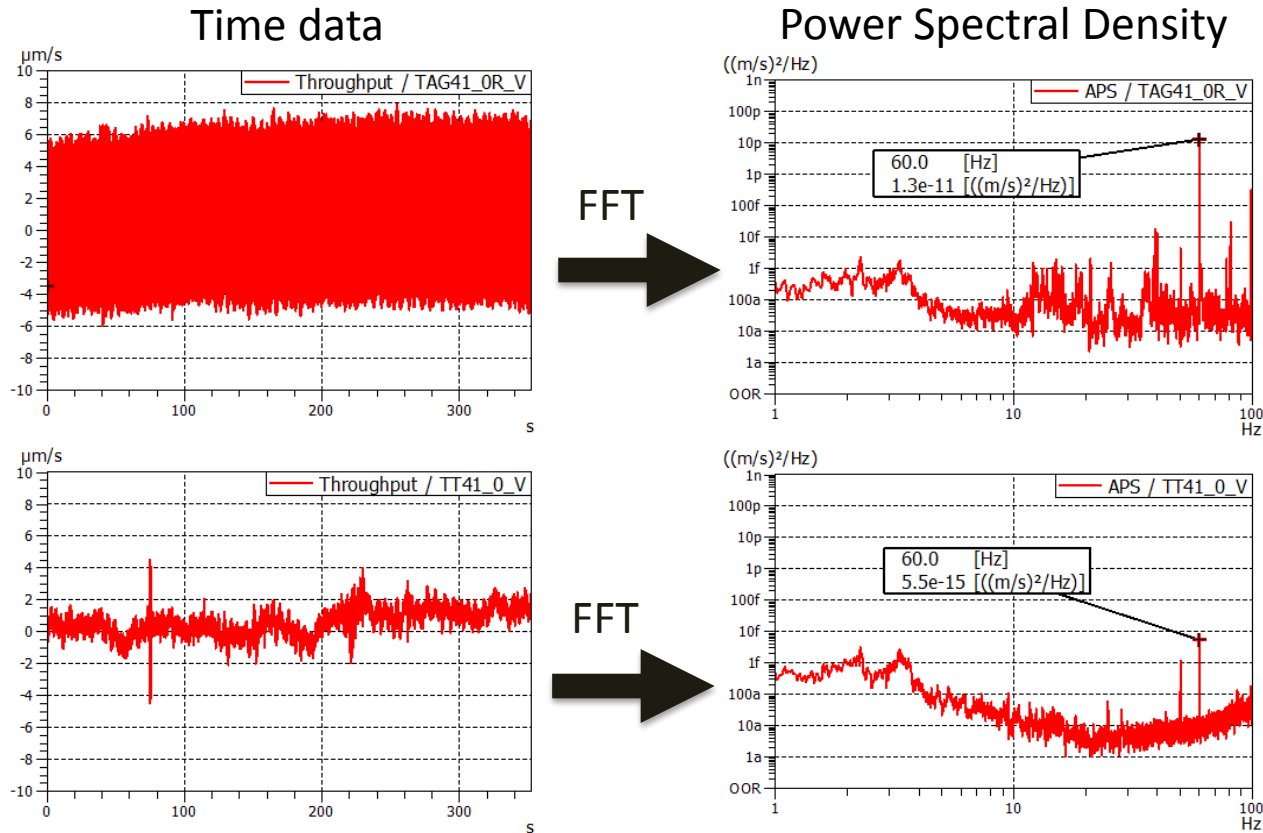 Time data
Power Spectral Density
µm/s
10
8
6
4
2
0
-2
-4
-6
-8
-10
0
100
200
300
s
Throughput / TAG41_0R_V
FFT
((m/s)²/Hz)
1n
100p
10p
1p
100f
10f
1f
100a
10a
1a
OOR
1
10
100
Hz
APS / TAG41_0R_V
60.0 [Hz]
1.3e-11 [((m/s)²/Hz)]
µm/s
10
8
6
4
2
0
-2
-4
-6
-8
-10
0
100
200
300
s
Throughput / TT41_0_V
FFT
((m/s)²/Hz)
1n
100p
10p
1p
100f
10f
1f
100a
10a
1a
OOR
1
10
100
Hz
APS / TT41_0_V
60.0 [Hz]
5.5e-15 [((m/s)²/Hz)]